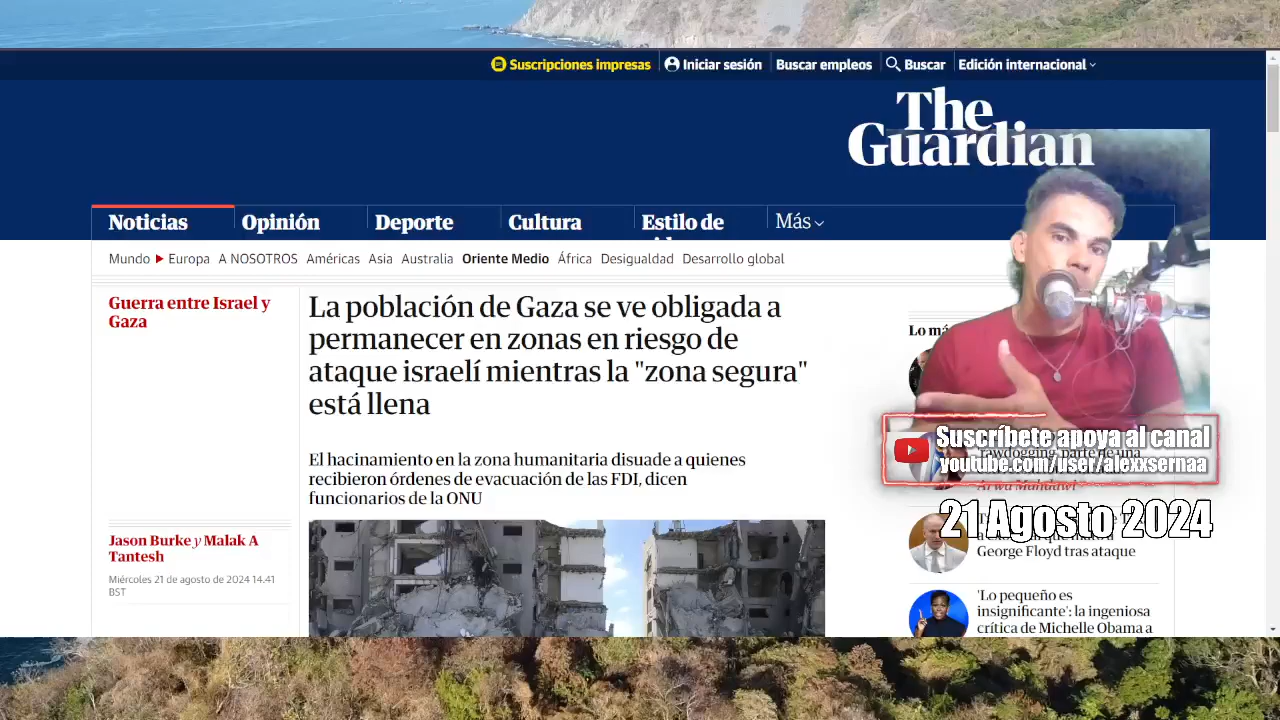 Suscripciones impresas
Iniciar sesión
Buscar empleos
Buscar
Edición internacional
The
Guardian
Noticias
Opinión
Deporte
Cultura
Estilo de
Más
Mundo
Europa
A NOSOTROS
Américas
Asia
Australia
Oriente Medio
África
Desigualdad
Desarrollo global
Guerra entre Israel y
Gaza
La población de Gaza se ve obligada a
permanecer en zonas en riesgo de
ataque israelí mientras la "zona segura"
está llena
El hacinamiento en la zona humanitaria disuade a quienes
recibieron órdenes de evacuación de las FDI, dicen
funcionarios de la ONU
Jason Burke y Malak A
Tantesh
Miércoles 21 de agosto de 2024 14.41
BST
Lo má
Suscríbete apoya al canal
youtube.com/user/alexxsernaa
Arwa Mahdawi
21 Agosto 2024
George Floyd tras ataque
'Lo pequeño es
insignificante': la ingeniosa
crítica de Michelle Obama a